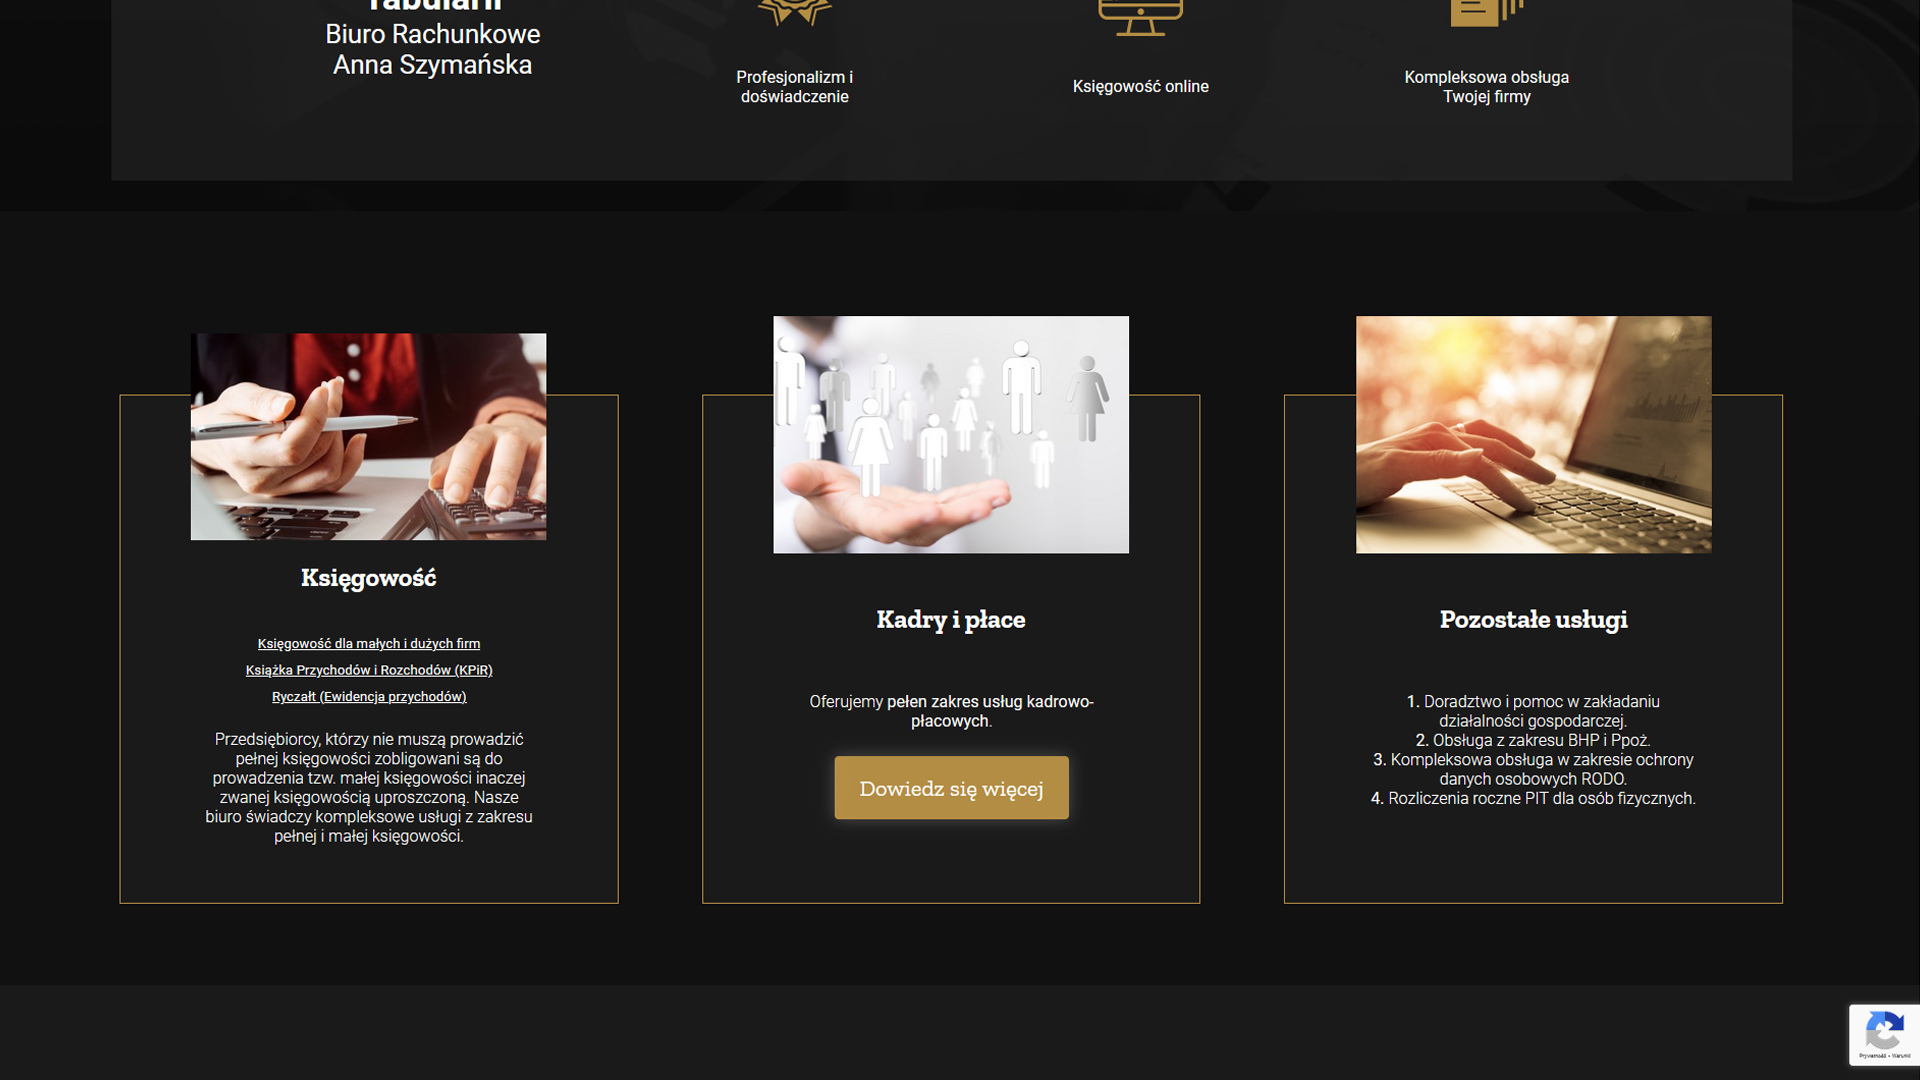 Tabularii
Biuro Rachunkowe
Anna Szymańska
Profesjonalizm i
doświadczenie
Księgowość online
Kompleksowa obsługa
Twojej firmy
Księgowość
Księgowość dla małych i dużych firm
Książka Przychodów i Rozchodów (KPiR)
Ryczałt (Ewidencja przychodów)
Przedsiębiorcy, którzy nie muszą prowadzić
pełnej księgowości zobligowani są do
prowadzenia tzw. małej księgowości inaczej
zwanej księgowością uproszczoną. Nasze
biuro świadczy kompleksowe usługi z zakresu
pełnej i małej księgowości.
Kadry i płace
Oferujemy pełen zakres usług kadrowo-
płacowych.
Dowiedz się więcej
Pozostałe usługi
1. Doradztwo i pomoc w zakładaniu
działalności gospodarczej.
2. Obsługa z zakresu BHP i Ppoż.
3. Kompleksowa obsługa w zakresie ochrony
danych osobowych RODO.
4. Rozliczenia roczne PIT dla osób fizycznych.
Prywatność - Warunki